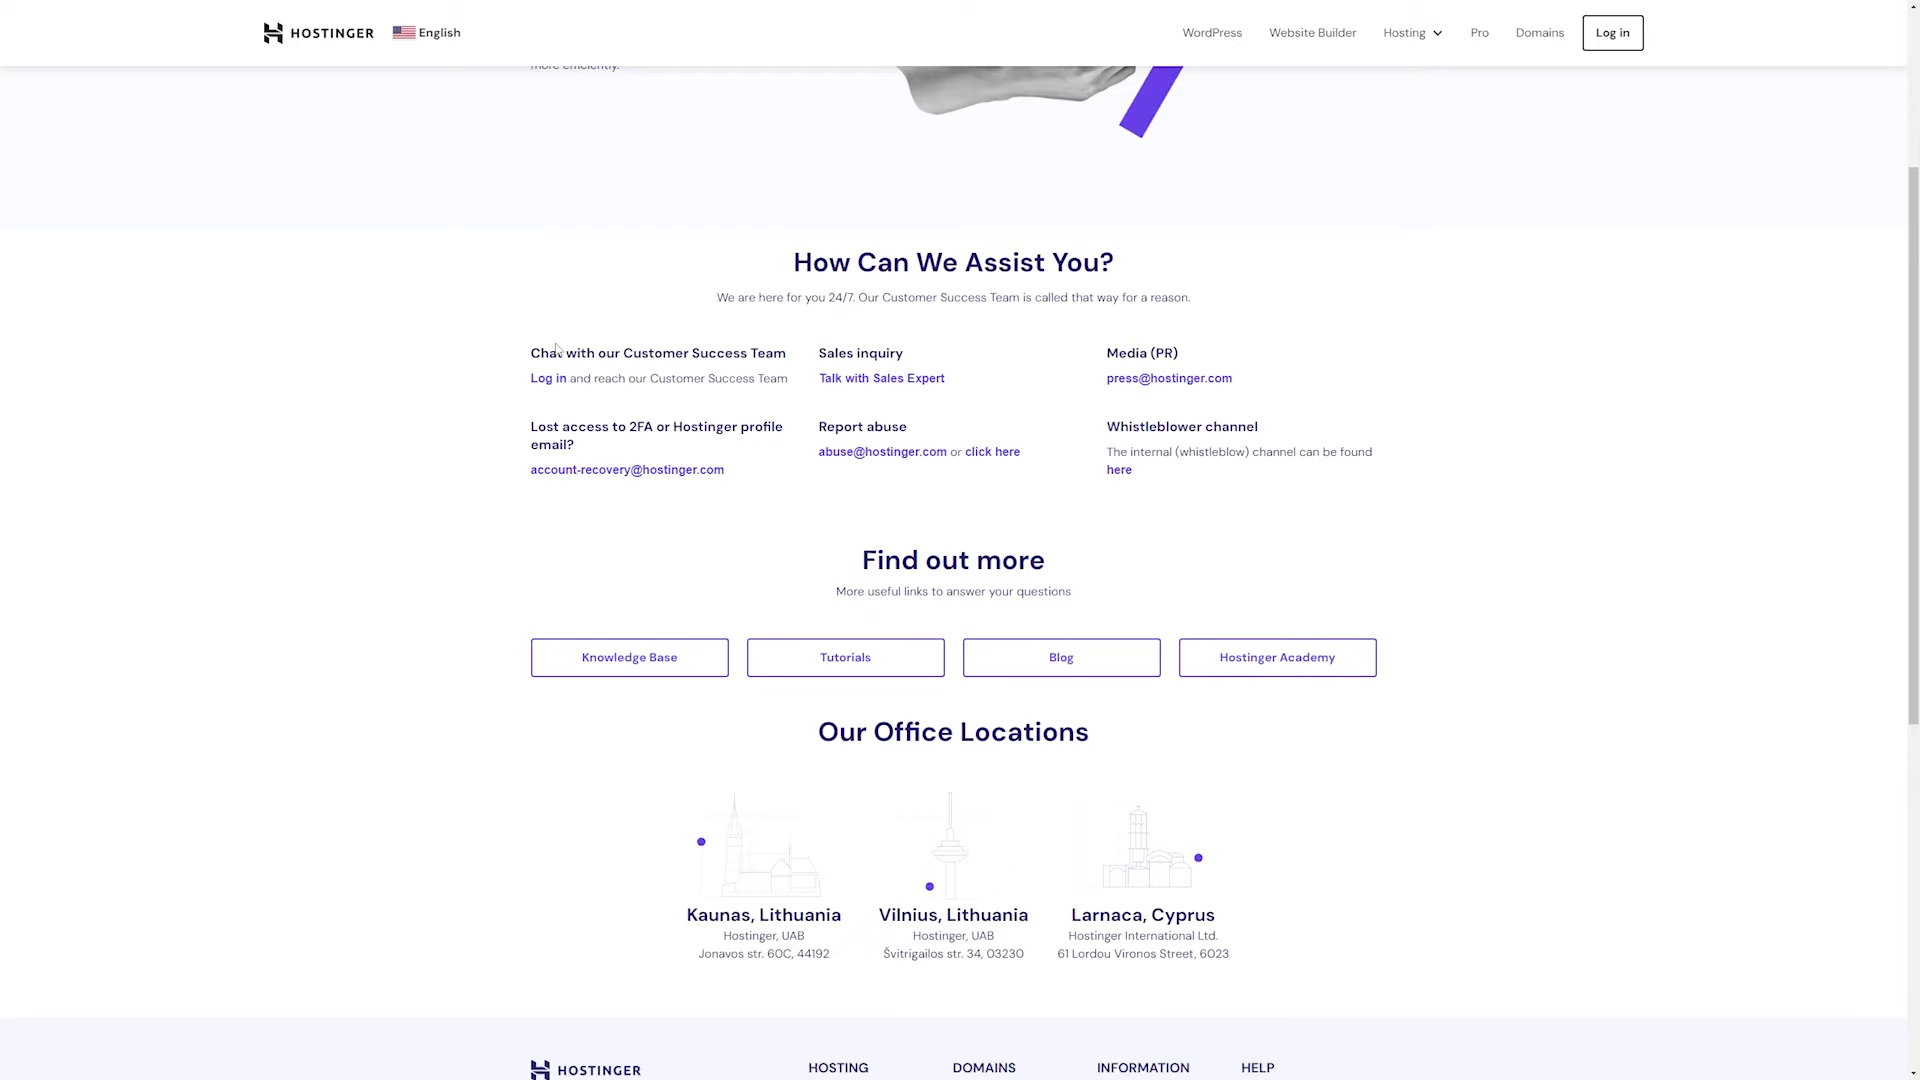 HOSTINGER
English
WordPress
Website Builder
Hosting
Pro
Domains
Log in
more efficiently.
How Can We Assist You?
We are here for you 24/7. Our Customer Success Team is called that way for a reason.
Chat with our Customer Success Team
Log in and reach our Customer Success Team
Sales inquiry
Talk with Sales Expert
Media (PR)
press@hostinger.com
Lost access to 2FA or Hostinger profile
email?
account-recovery@hostinger.com
Report abuse
abuse@hostinger.com or click here
Whistleblower channel
The internal (whistleblow) channel can be found
here
Find out more
More useful links to answer your questions
Knowledge Base
Tutorials
Blog
Hostinger Academy
Our Office Locations
Kaunas, Lithuania
Hostinger, UAB
Jonavos str. 60C, 44192
Vilnius, Lithuania
Hostinger, UAB
Švitrigailos str. 34, 03230
Larnaca, Cyprus
Hostinger International Ltd.
61 Lordou Vironos Street, 6023
HOSTINGER
HOSTING
DOMAINS
INFORMATION
HELP